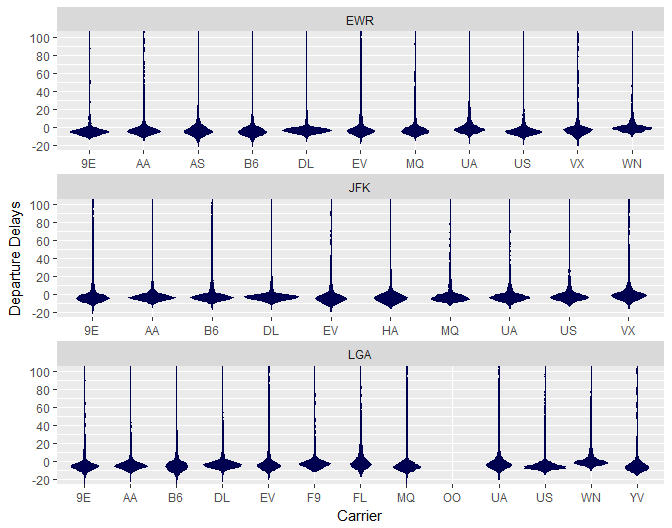 EWR
100
80
60
40
20
0
-20
9E AA AS B6 DL EV MQ UA US VX WN
JFK
100
80
60
40
20
0
-20
9E AA B6 DL EV HA MQ UA US VX
LGA
100
80
60
40
20
0
-20
9E AA B6 DL EV F9 FL MQ OO UA US WN YV
Departure Delays
Carrier